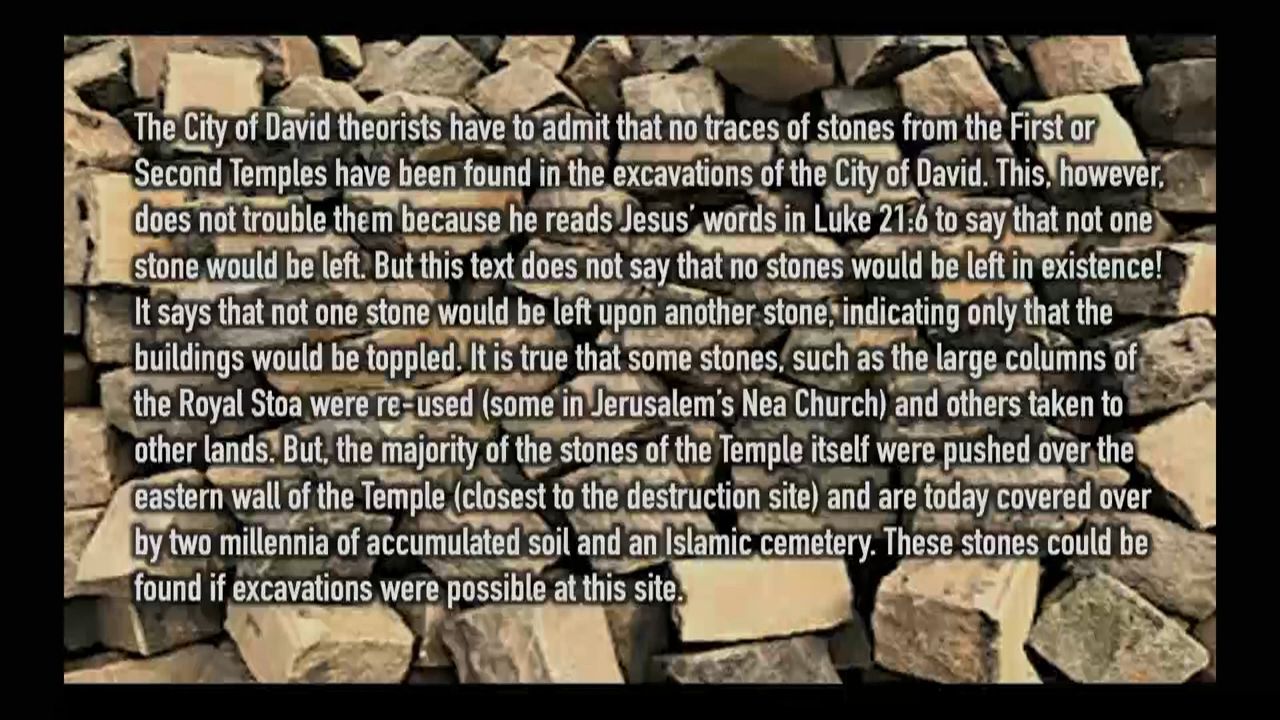 The City of David theorists have to admit that no traces of stones from the First or
Second Temples have been found in the excavations of the City of David. This, however,
does not trouble them because he reads Jesus’ words in Luke 21:6 to say that not one
stone would be left. But this text does not say that no stones would be left in existence!
It says that not one stone would be left upon another stone, indicating only that the
buildings would be toppled. It is true that some stones, such as the large columns of
the Royal Stoa were re-used (some in Jerusalem’s Nea Church) and others taken to
other lands. But, the majority of the stones of the Temple itself were pushed over the
eastern wall of the Temple (closest to the destruction site) and are today covered over
by two millennia of accumulated soil and an Islamic cemetery. These stones could be
found if excavations were possible at this site.